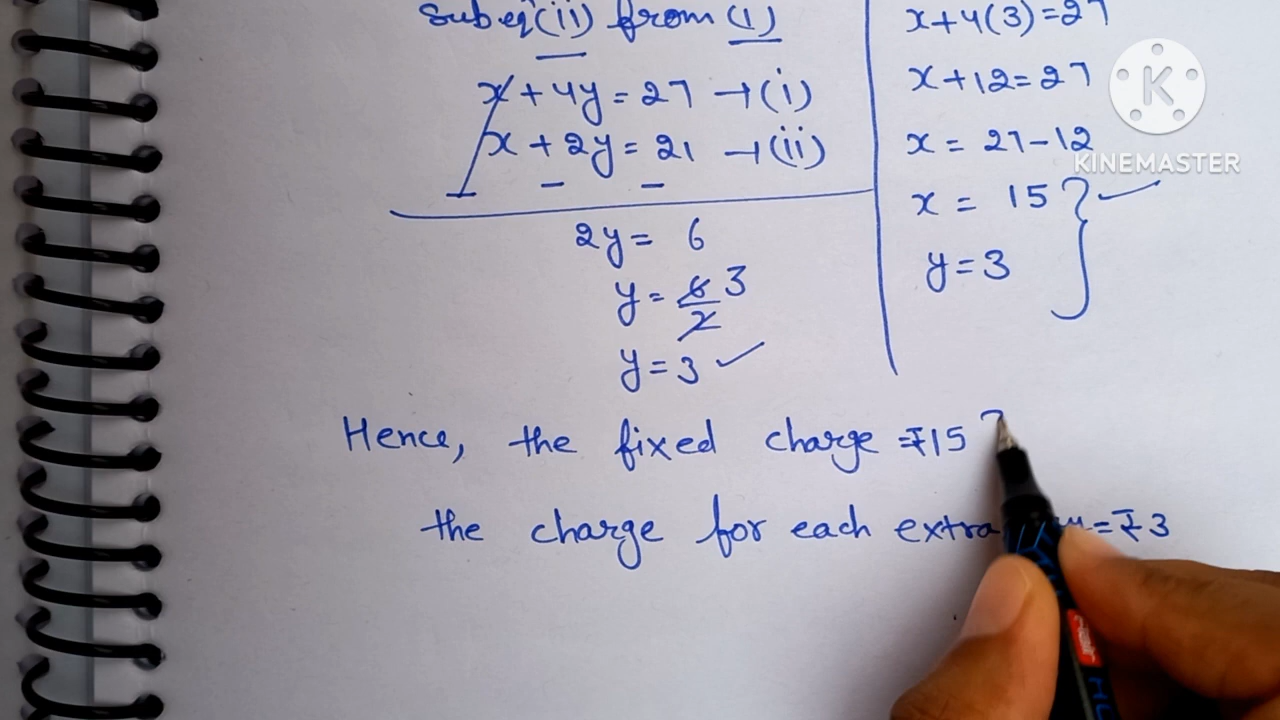 Sub eq(ii) from (i)
x + 4y = 27 → (i)
x + 2y = 21 → (ii)
- - -
2y = 6
y = 6/2 3
y = 3 ✓
x + 4(3) = 27
x + 12 = 27
x = 27 - 12
x = 15
y = 3
Hence, the fixed charge = ₹15
the charge for each extra = ₹3
K
KINEMASTER